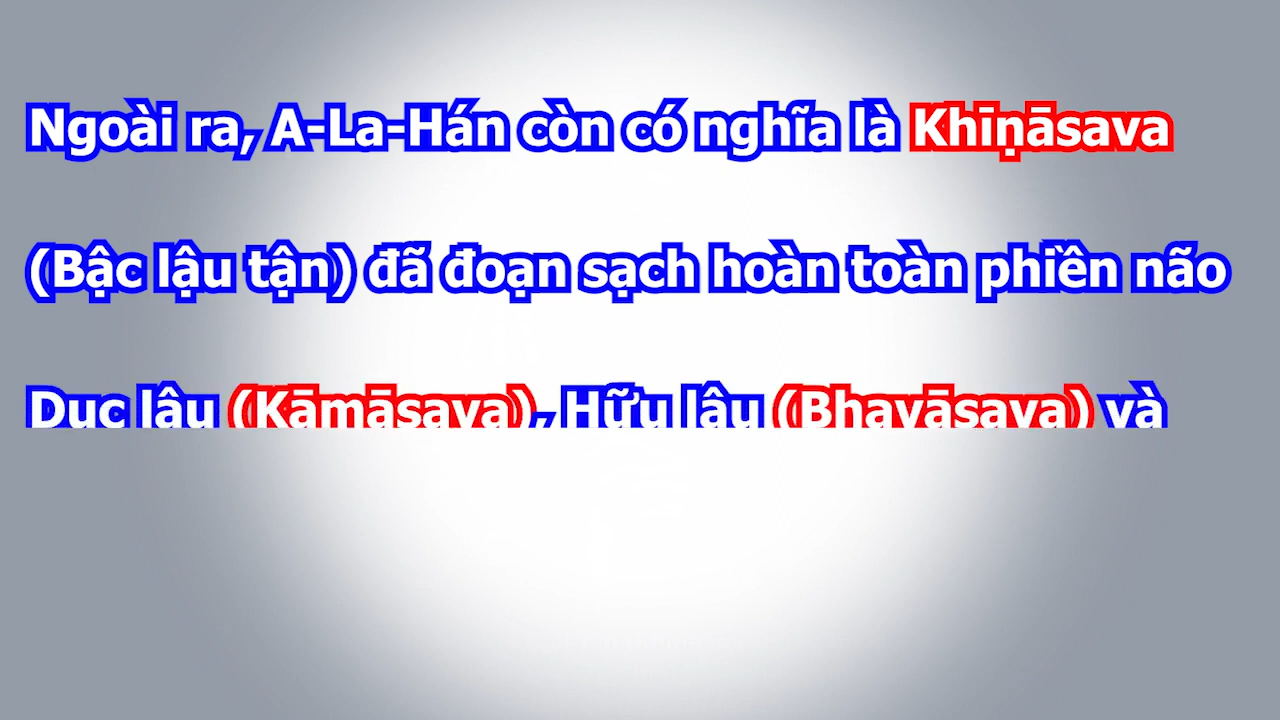 Ngoài ra, A-La-Hán còn có nghĩa là Khīṇāsava
(Bậc lậu tận) đã đoạn sạch hoàn toàn phiền não
Dục lậu (Kāmāsava), Hữu lậu (Bhavāsava) và